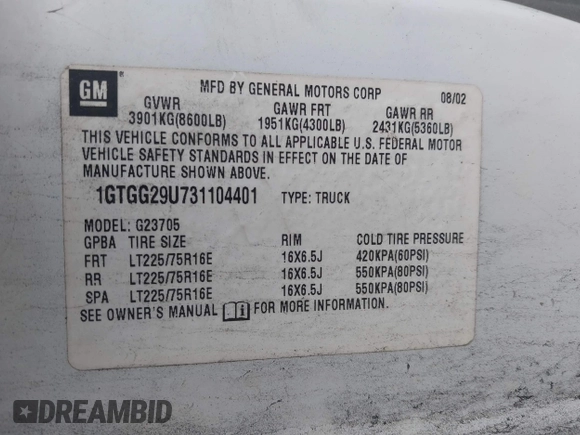 GM
MFD BY GENERAL MOTORS CORP 08/02
GVWR GAWR FRT GAWR RR
3901KG(8600LB) 1951KG(4300LB) 2431KG(5360LB)
THIS VEHICLE CONFORMS TO ALL APPLICABLE U.S. FEDERAL MOTOR
VEHICLE SAFETY STANDARDS IN EFFECT ON THE DATE OF
MANUFACTURE SHOWN ABOVE.
1GTGG29U731104401 TYPE: TRUCK
MODEL: G23705
GPBA TIRE SIZE RIM COLD TIRE PRESSURE
FRT LT225/75R16E 16X6.5J 420KPA(60PSI)
RR LT225/75R16E 16X6.5J 550KPA(80PSI)
SPA LT225/75R16E 16X6.5J 550KPA(80PSI)
SEE OWNER'S MANUAL FOR MORE INFORMATION.
DREAMBID